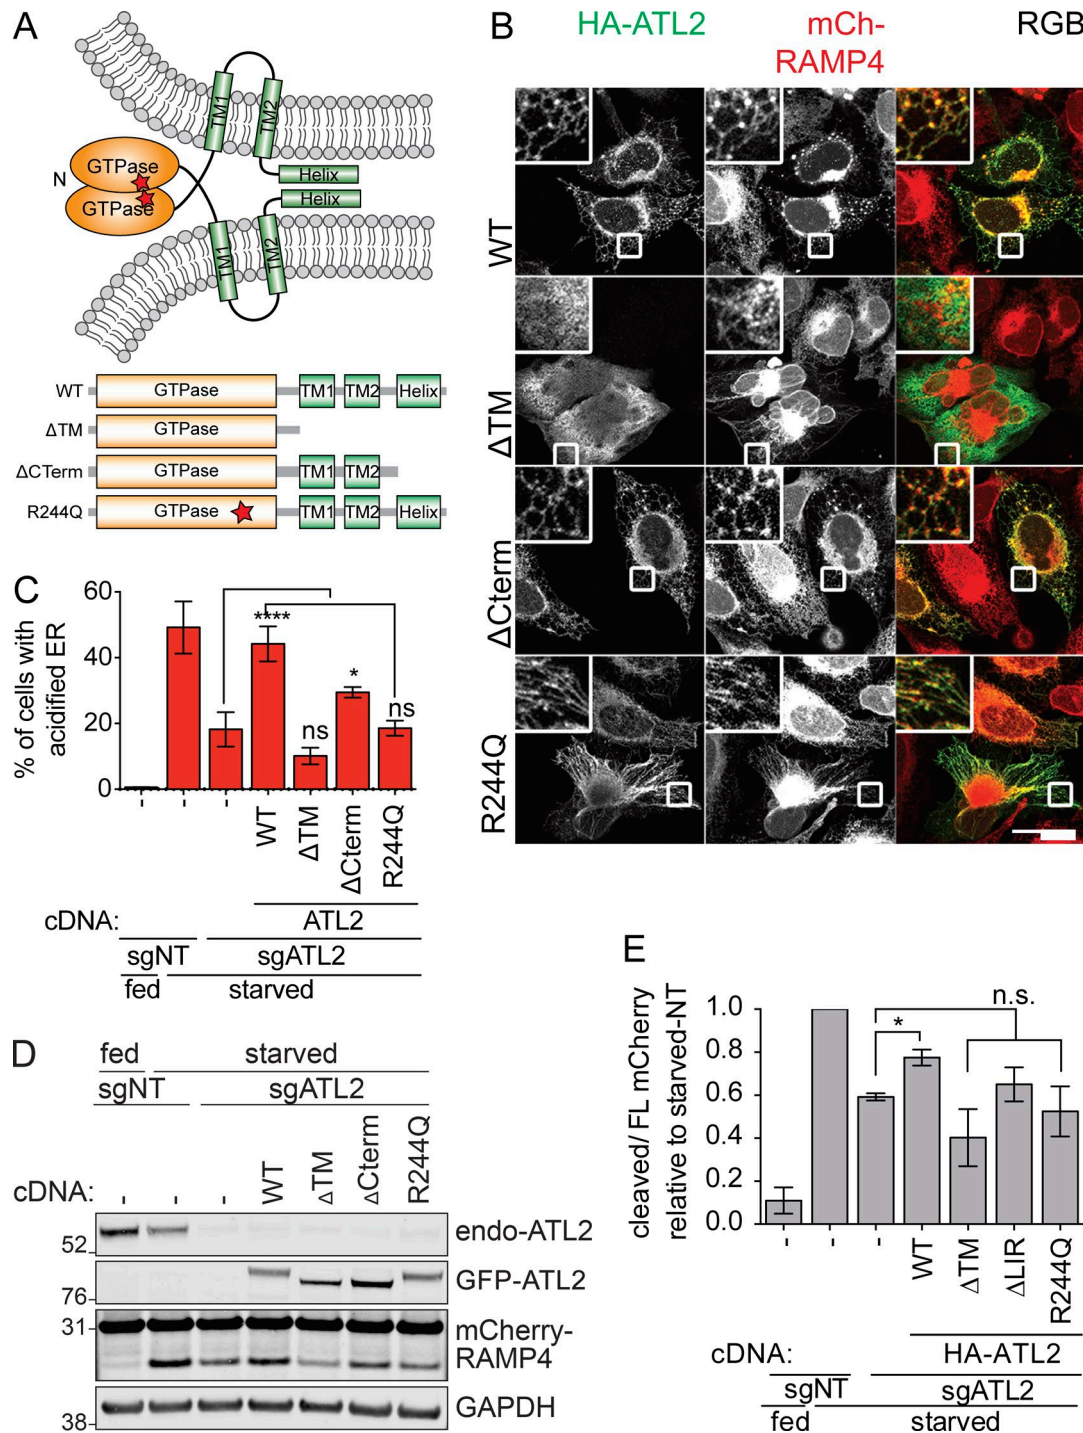 A
TM1
TM2
GTPase
N
GTPase
Helix
Helix
TM1
TM2
WT
GTPase
TM1
TM2
Helix
ΔTM
GTPase
ΔCTerm
GTPase
TM1
TM2
R244Q
GTPase
TM1
TM2
Helix
B
HA-ATL2
mCh-
RAMP4
RGB
WT
ΔTM
ΔCterm
R244Q
C
% of cells with
acidified ER
60
40
20
0
****
ns
*
ns
- - - WT ΔTM ΔCterm R244Q
cDNA:
ATL2
sgNT
sgATL2
fed
starved
D
fed
starved
sgNT
sgATL2
cDNA: - - - WT ΔTM ΔCterm R244Q
52
endo-ATL2
76
GFP-ATL2
31
mCherry-
RAMP4
38
GAPDH
E
cleaved/ FL mCherry
relative to starved-NT
1.0
0.8
0.6
0.4
0.2
0.0
*
n.s.
- - - WT ΔTM ΔLIR R244Q
cDNA:
HA-ATL2
sgNT
sgATL2
fed
starved